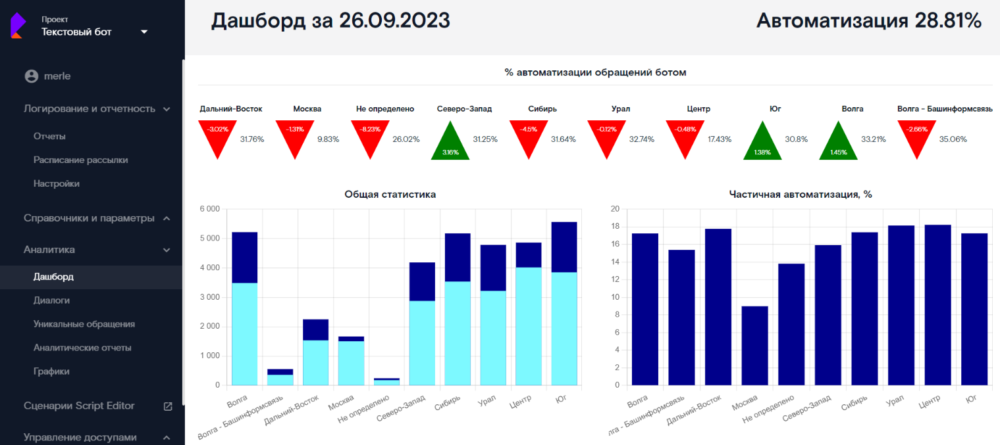 Проект
Текстовый бот
merle
Логирование и отчетность
Отчеты
Расписание рассылки
Настройки
Справочники и параметры
Аналитика
Дашборд
Диалоги
Уникальные обращения
Аналитические отчеты
Графики
Сценарии Script Editor
Управление доступами
Дашборд за 26.09.2023
Автоматизация 28.81%
% автоматизации обращений ботом
Дальний-Восток Москва Не определено Северо-Запад Сибирь Урал Центр Юг Волга Волга - Башинформсвязь
-3.02% 31.76% -1.31% 9.83% -8.23% 26.02% 3.16% 31.25% -4.5% 31.64% -0.12% 32.74% -0.48% 17.43% 1.38% 30.8% 1.45% 33.21% -2.66% 35.06%
Общая статистика
6 000
5 000
4 000
3 000
2 000
1 000
0
Волга
Волга - Башинформсвязь
Дальний-Восток
Москва
Не определено
Северо-Запад
Сибирь
Урал
Центр
Юг
Частичная автоматизация, %
20
18
16
14
12
10
8
6
4
2
0
Волга
лга - Башинформсвязь
Дальний-Восток
Москва
Не определено
Северо-Запад
Сибирь
Урал
Центр
Юг